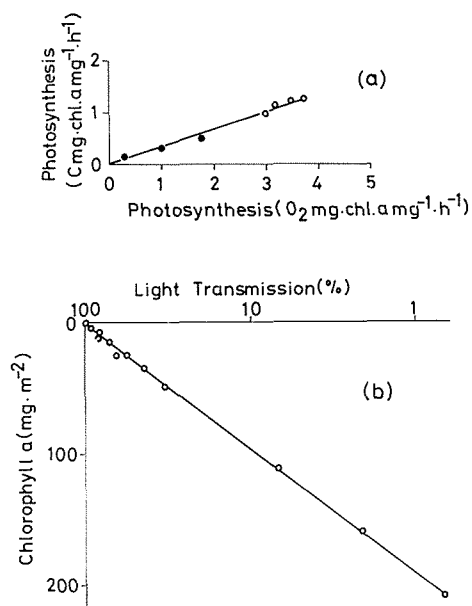 Photosynthesis
(C mg·chl.a mg⁻¹·h⁻¹)
2
1
0
(a)
0 1 2 3 4 5
Photosynthesis(O₂ mg·chl.a mg⁻¹·h⁻¹)
Light Transmission(%)
100 10 1
0
100
200
Chlorophyll a(mg·m⁻²)
(b)